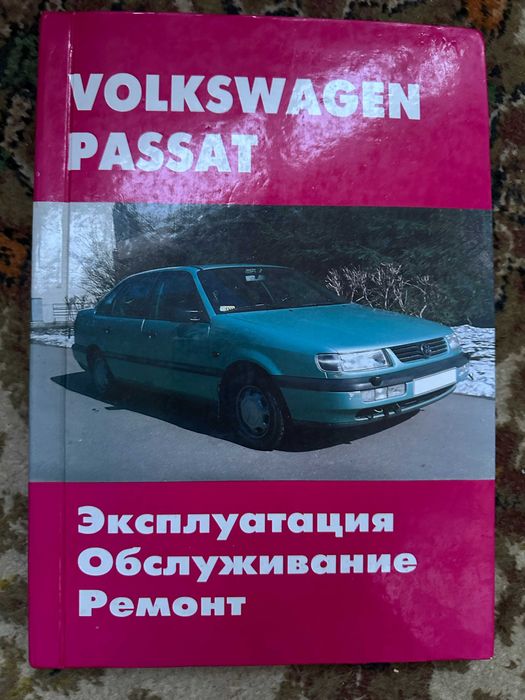 VOLKSWAGEN
PASSAT
Эксплуатация
Обслуживание
Ремонт